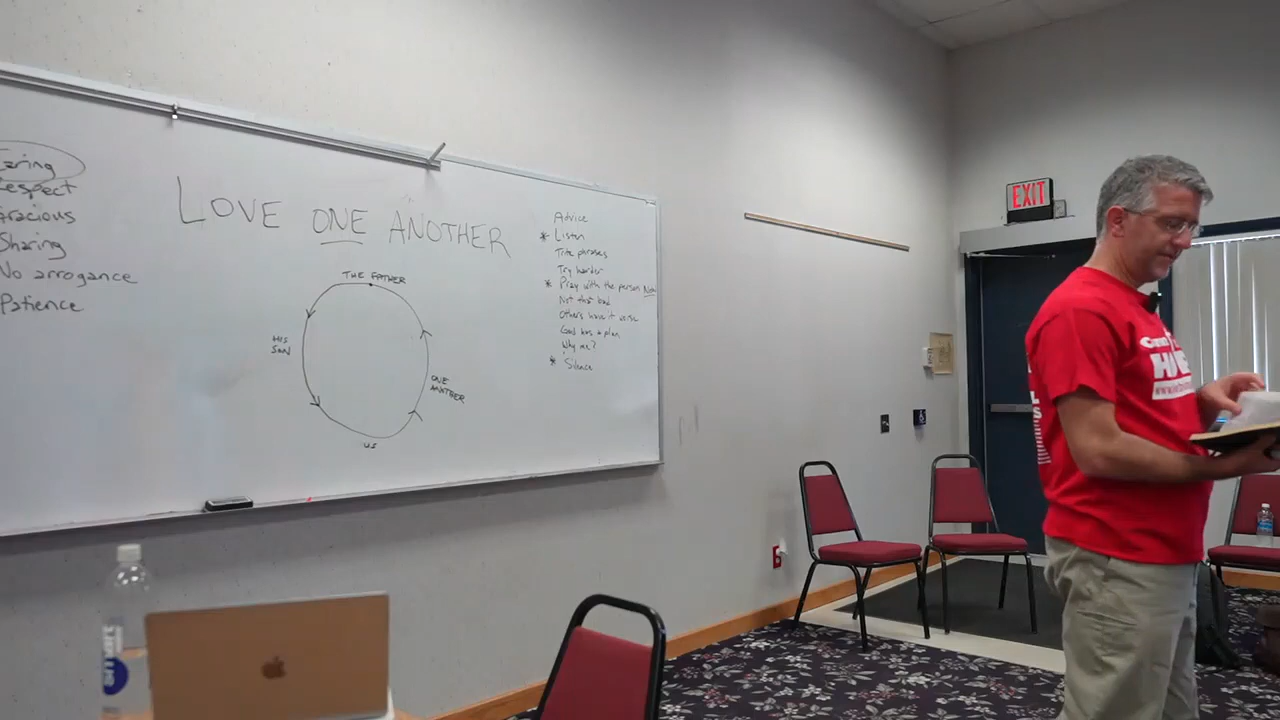 Caring
Respect
Gracious
Sharing
No arrogance
Patience
LOVE ONE ANOTHER
THE FATHER
HIS
SON
US
ONE
ANOTHER
Advice
* Listen
Trite phrases
Try harder
* Pray with the person Now
Not that bad
Others have it worse
God has a plan
Why me?
* Silence
EXIT